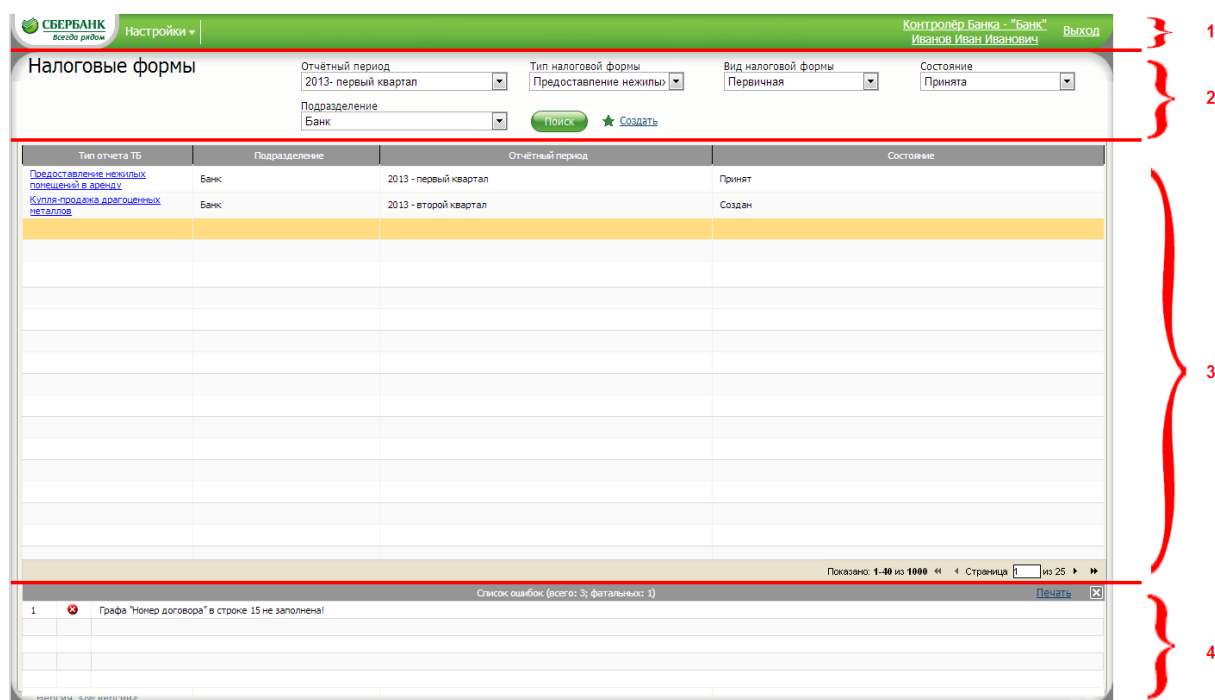 СБЕРБАНК
Всегда рядом
Настройки
Контролёр Банка - "Банк"
Иванов Иван Иванович
Выход
1
Налоговые формы
Отчётный период
Тип налоговой формы
Вид налоговой формы
Состояние
2013- первый квартал
Предоставление нежилых
Первичная
Принята
2
Подразделение
Банк
Поиск
Создать
Тип отчета ТБ
Подразделение
Отчётный период
Состояние
Предоставление нежилых
помещений в аренду
Банк
2013 - первый квартал
Принят
Купля-продажа драгоценных
металлов
Банк
2013 - второй квартал
Создан
3
Показано: 1-40 из 1000
Страница 1 из 25
Список ошибок (всего: 3; фатальных: 1)
Печать
1
Графа "Номер договора" в строке 15 не заполнена!
4
Версия <№ версии>